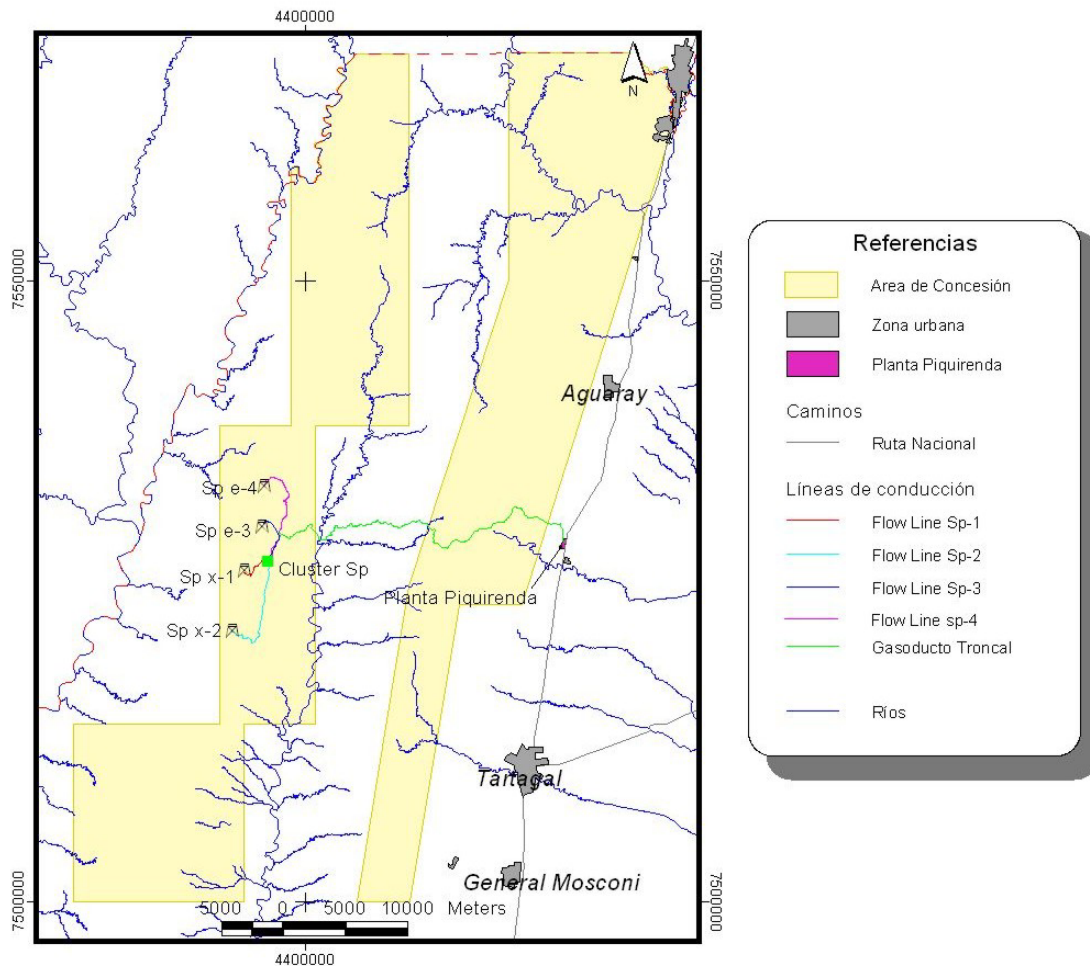 4400000
N
7550000
7550000
Aguaray
Sp e-4
Sp e-3
Sp x-1
Cluster Sp
Planta Piquirenda
Sp x-2
Tartagal
General Mosconi
7500000
7500000
-5000 0 5000 10000 Meters
4400000
Referencias
Area de Concesión
Zona urbana
Planta Piquirenda
Caminos
Ruta Nacional
Líneas de conducción
Flow Line Sp-1
Flow Line Sp-2
Flow Line Sp-3
Flow Line sp-4
Gasoducto Troncal
Ríos